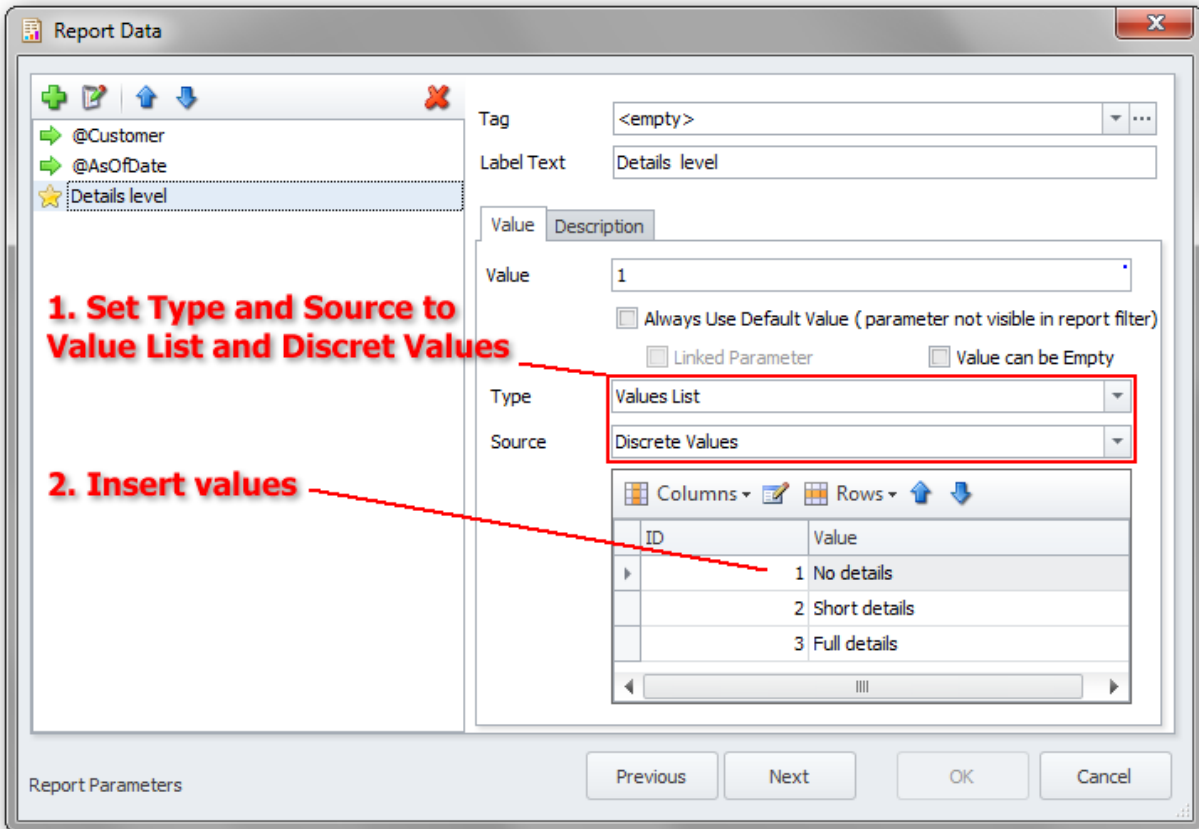 Report Data
@Customer
@AsOfDate
Details level
Tag
<empty>
Label Text
Details level
Value
Description
Value
1
Always Use Default Value ( parameter not visible in report filter)
Linked Parameter
Value can be Empty
Type
Values List
Source
Discrete Values
1. Set Type and Source to
Value List and Discret Values
2. Insert values
Columns
Rows
ID
Value
1 No details
2 Short details
3 Full details
Report Parameters
Previous
Next
OK
Cancel